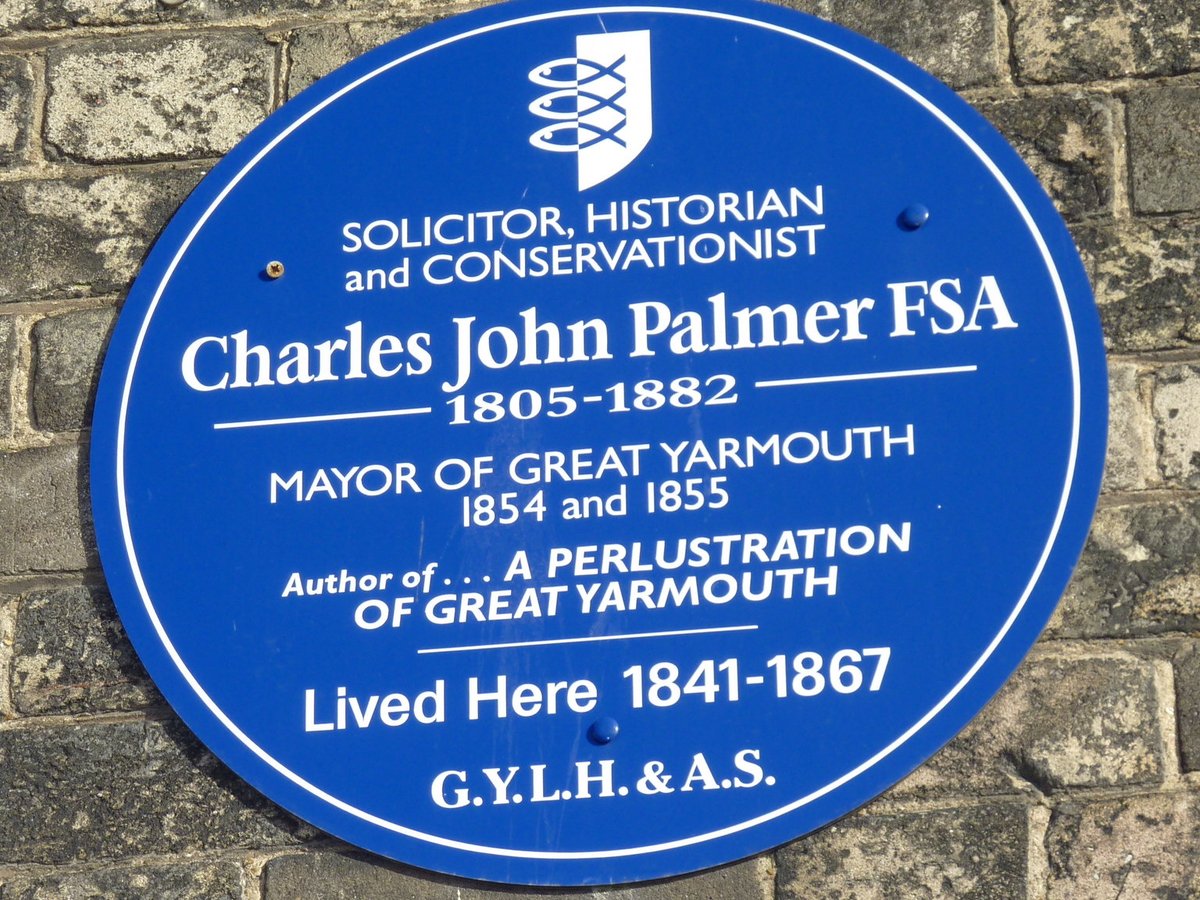 SOLICITOR, HISTORIAN
and CONSERVATIONIST
Charles John Palmer FSA
1805-1882
MAYOR OF GREAT YARMOUTH
1854 and 1855
Author of . . . A PERLUSTRATION
OF GREAT YARMOUTH
Lived Here 1841-1867
G.Y.L.H. & A.S.